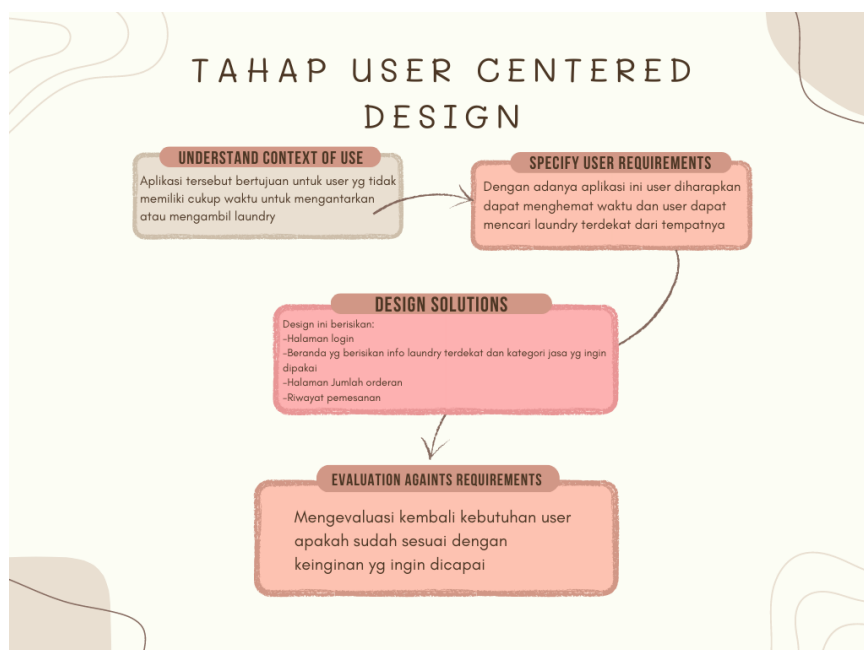 TAHAP USER CENTERED
DESIGN
UNDERSTAND CONTEXT OF USE
Aplikasi tersebut bertujuan untuk user yg tidak
memiliki cukup waktu untuk mengantarkan
atau mengambil laundry
SPECIFY USER REQUIREMENTS
Dengan adanya aplikasi ini user diharapkan
dapat menghemat waktu dan user dapat
mencari laundry terdekat dari tempatnya
DESIGN SOLUTIONS
Design ini berisikan:
-Halaman login
-Beranda yg berisikan info laundry terdekat dan kategori jasa yg ingin
dipakai
-Halaman Jumlah orderan
-Riwayat pemesanan
EVALUATION AGAINTS REQUIREMENTS
Mengevaluasi kembali kebutuhan user
apakah sudah sesuai dengan
keinginan yg ingin dicapai